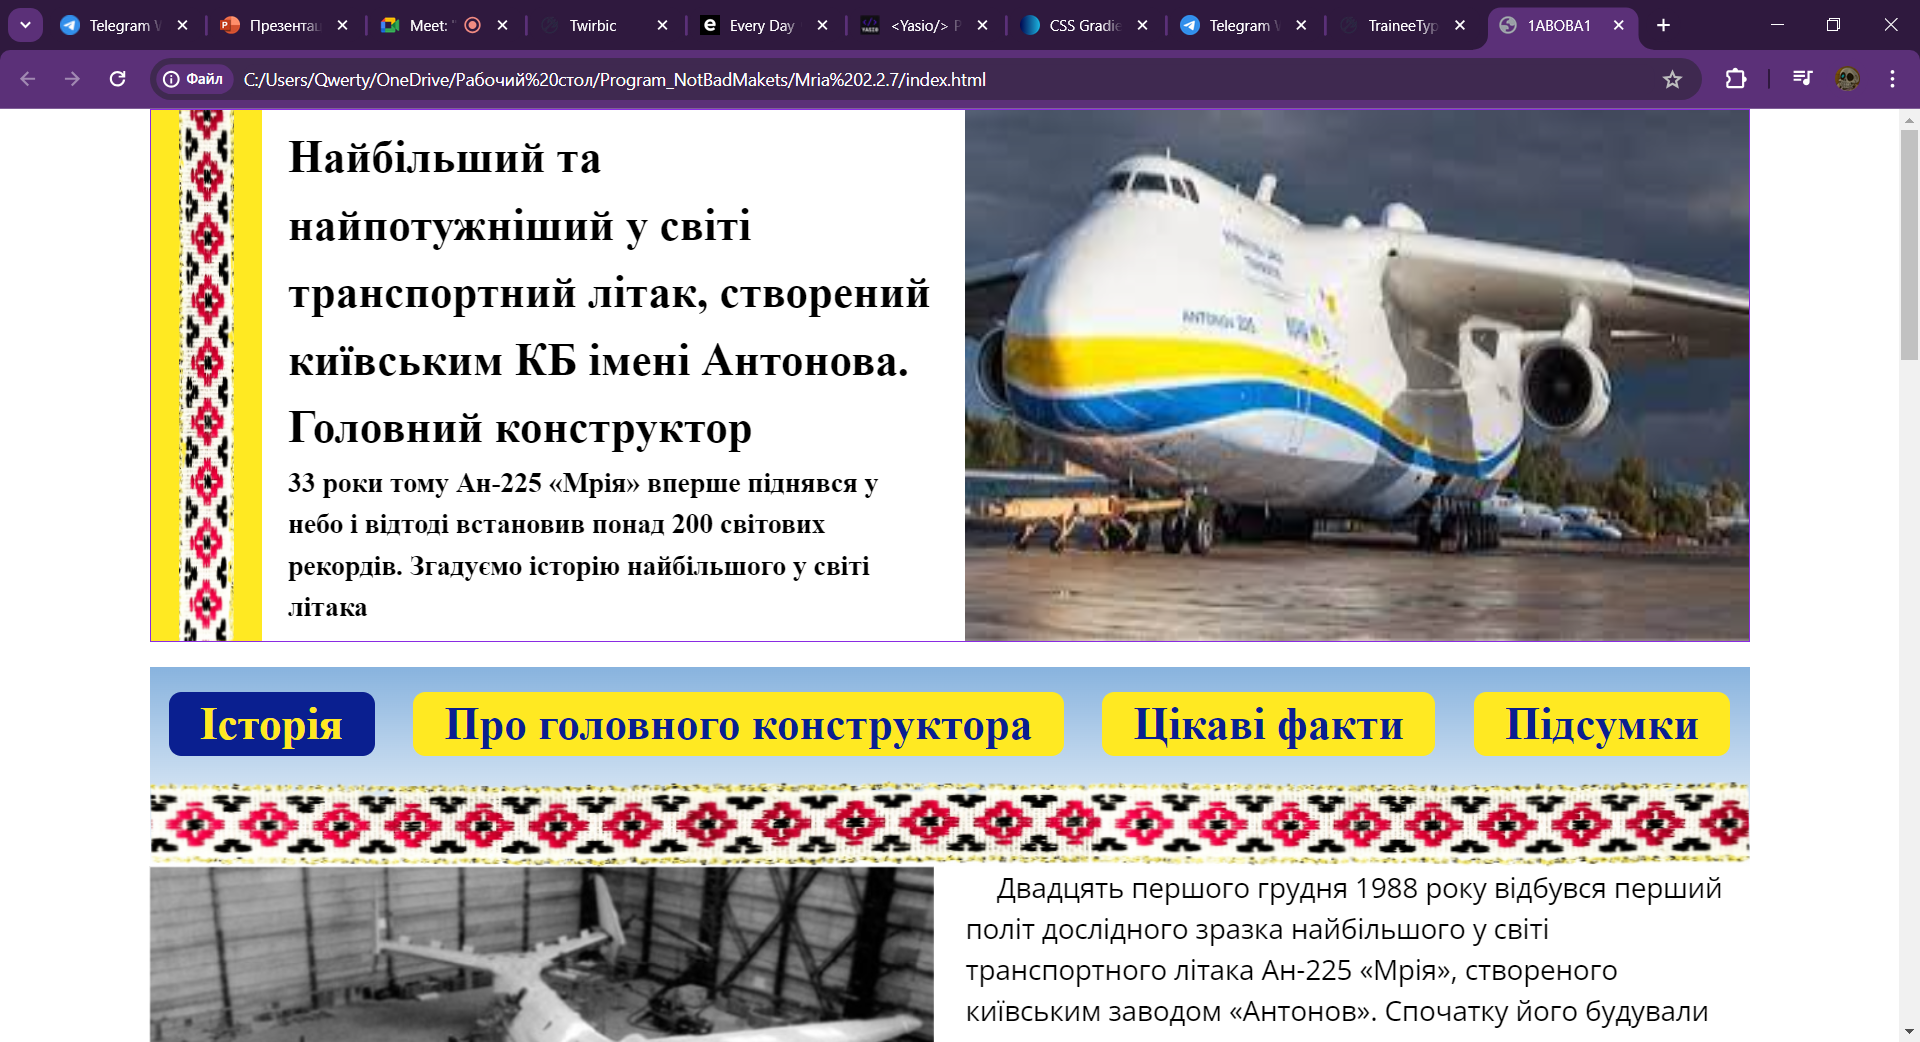 Telegram W
Презентац
Meet: "
Twirbic
Every Day
<Yasio/> P
CSS Gradie
Telegram W
TraineeTyp
1ABOBA1
Файл
C:/Users/Qwerty/OneDrive/Рабочий%20стол/Program_NotBadMakets/Mria%202.2.7/index.html
Найбільший та
найпотужніший у світі
транспортний літак, створений
київським КБ імені Антонова.
Головний конструктор
33 роки тому Ан-225 «Мрія» вперше піднявся у
небо і відтоді встановив понад 200 світових
рекордів. Згадуємо історію найбільшого у світі
літака
ANTONOV 225
Історія
Про головного конструктора
Цікаві факти
Підсумки
Двадцять першого грудня 1988 року відбувся перший
політ дослідного зразка найбільшого у світі
транспортного літака Ан-225 «Мрія», створеного
київським заводом «Антонов». Спочатку його будували